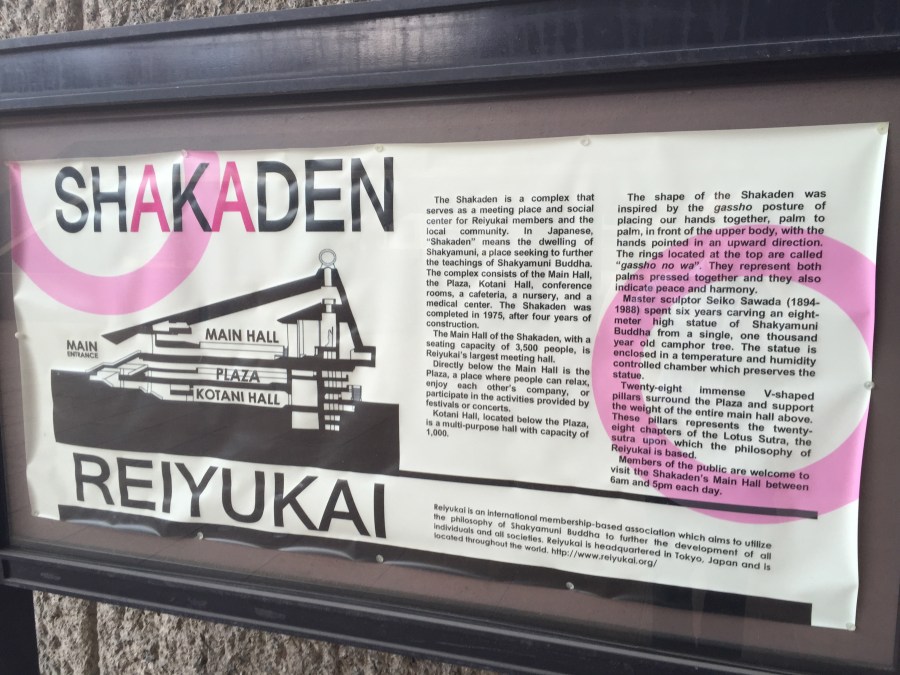 SHAKADEN
MAIN HALL
MAIN
ENTRANCE
PLAZA
KOTANI HALL
REIYUKAI
The Shakaden is a complex that
serves as a meeting place and social
center for Reiyukai members and the
local community. In Japanese,
“Shakaden” means the dwelling of
Shakyamuni, a place seeking to further
the teachings of Shakyamuni Buddha.
The complex consists of the Main Hall,
the Plaza, Kotani Hall, conference
rooms, a cafeteria, a nursery, and a
medical center. The Shakaden was
completed in 1975, after four years of
construction.
The Main Hall of the Shakaden, with a
seating capacity of 3,500 people, is
Reiyukai's largest meeting hall.
Directly below the Main Hall is the
Plaza, a place where people can relax,
enjoy each other's company, or
participate in the activities provided by
festivals or concerts.
Kotani Hall, located below the Plaza,
is a multi-purpose hall with capacity of
1,000.
The shape of the Shakaden was
inspired by the gassho posture of
placing our hands together, palm to
palm, in front of the upper body, with the
hands pointed in an upward direction.
The rings located at the top are called
“gassho no wa”. They represent both
palms pressed together and they also
indicate peace and harmony.
Master sculptor Seiko Sawada (1894-
1988) spent six years carving an eight-
meter high statue of Shakyamuni
Buddha from a single, one thousand
year old camphor tree. The statue is
enclosed in a temperature and humidity
controlled chamber which preserves the
statue.
Twenty-eight immense V-shaped
pillars surround the Plaza and support
the weight of the entire main hall above.
These pillars represents the twenty-
eight chapters of the Lotus Sutra, the
sutra upon which the philosophy of
Reiyukai is based.
Members of the public are welcome to
visit the Shakaden's Main Hall between
6am and 5pm each day.
Reiyukai is an international membership-based association which aims to utilize
the philosophy of Shakyamuni Buddha to further the development of all
individuals and all societies. Reiyukai is headquartered in Tokyo, Japan and is
located throughout the world. http://www.reiyukai.org/